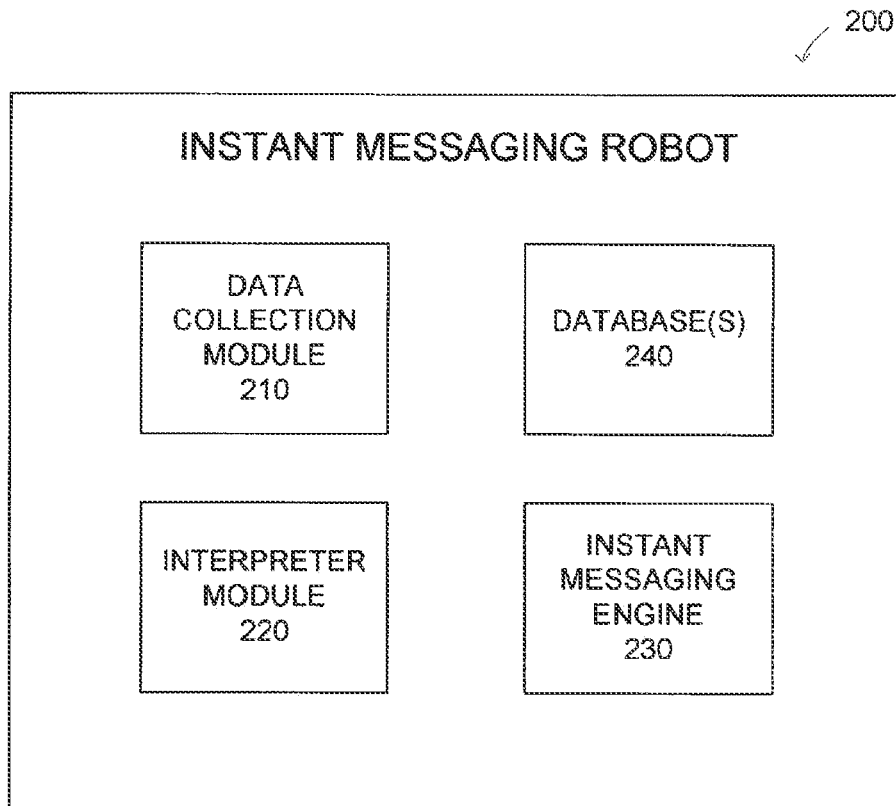 200
INSTANT MESSAGING ROBOT
DATA
COLLECTION
MODULE
210
DATABASE(S)
240
INTERPRETER
MODULE
220
INSTANT
MESSAGING
ENGINE
230